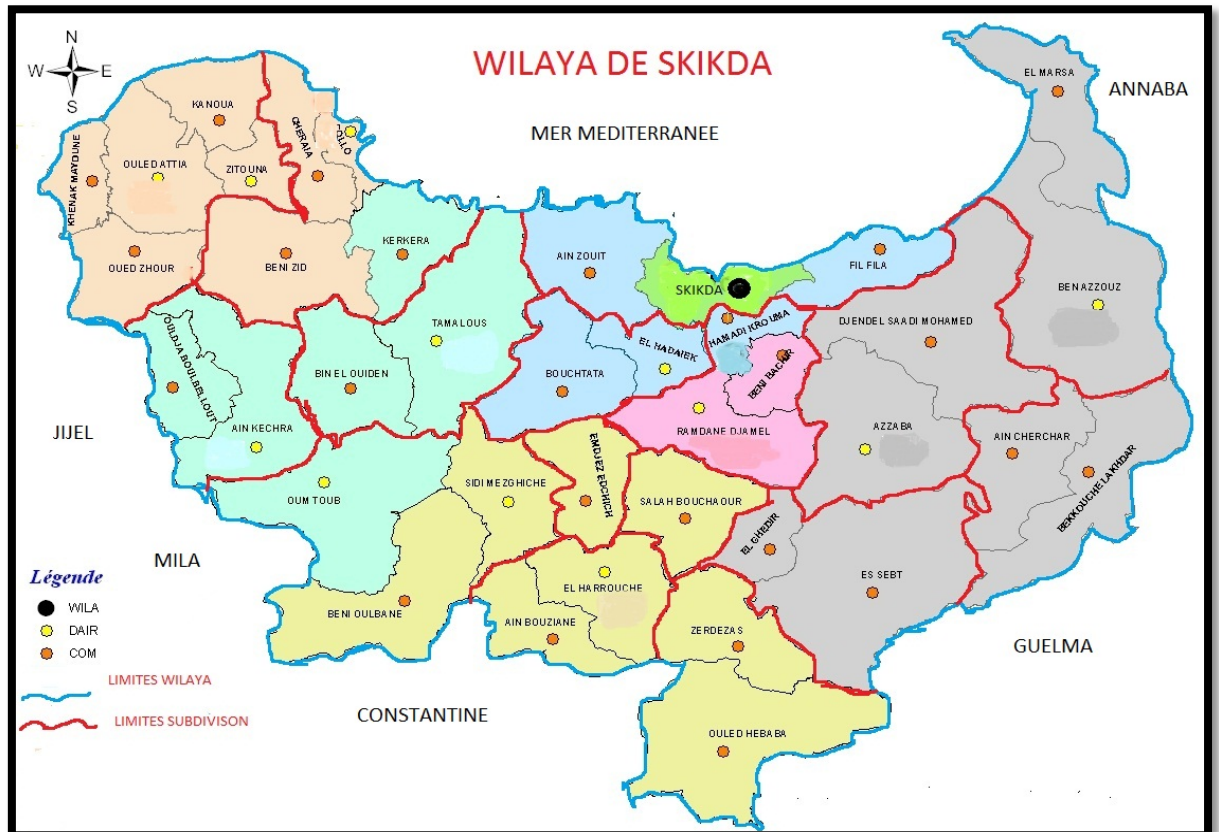 WILAYA DE SKIKDA
N
W E
S
EL MARSA
ANNABA
MER MEDITERRANEE
KANOUA
CHERAIA
OULED ATTIA
ZITOUNA
KHENAK MAYOUNE
KERKERA
OUED ZHOUR
BENI ZID
AIN ZOUIT
FIL FILA
SKIKDA
BEN AZZOUZ
HAMADI KROUMA
DJENDEL SAADI MOHAMED
OULDJA BOULBELLOUT
TAMALOUS
EL HADAIEK
BENI BACHIR
BIN EL OUIDEN
BOUCHTATA
JIJEL
AIN KECHRA
RAMDANE DJAMEL
AZZABA
AIN CHERCHAR
BEKKOUCHE LAKHDAR
OUM TOUB
SIDI MEZGHICHE
EMDJEZ EDCHICH
SALAH BOUCHAOUR
EL GHEDIR
MILA
ES SEBT
Légende
WILA
DAIR
COM
BENI OULBANE
EL HARROUCHE
AIN BOUZIANE
ZERDEZAS
GUELMA
LIMITES WILAYA
LIMITES SUBDIVISON
CONSTANTINE
OULED HEBABA